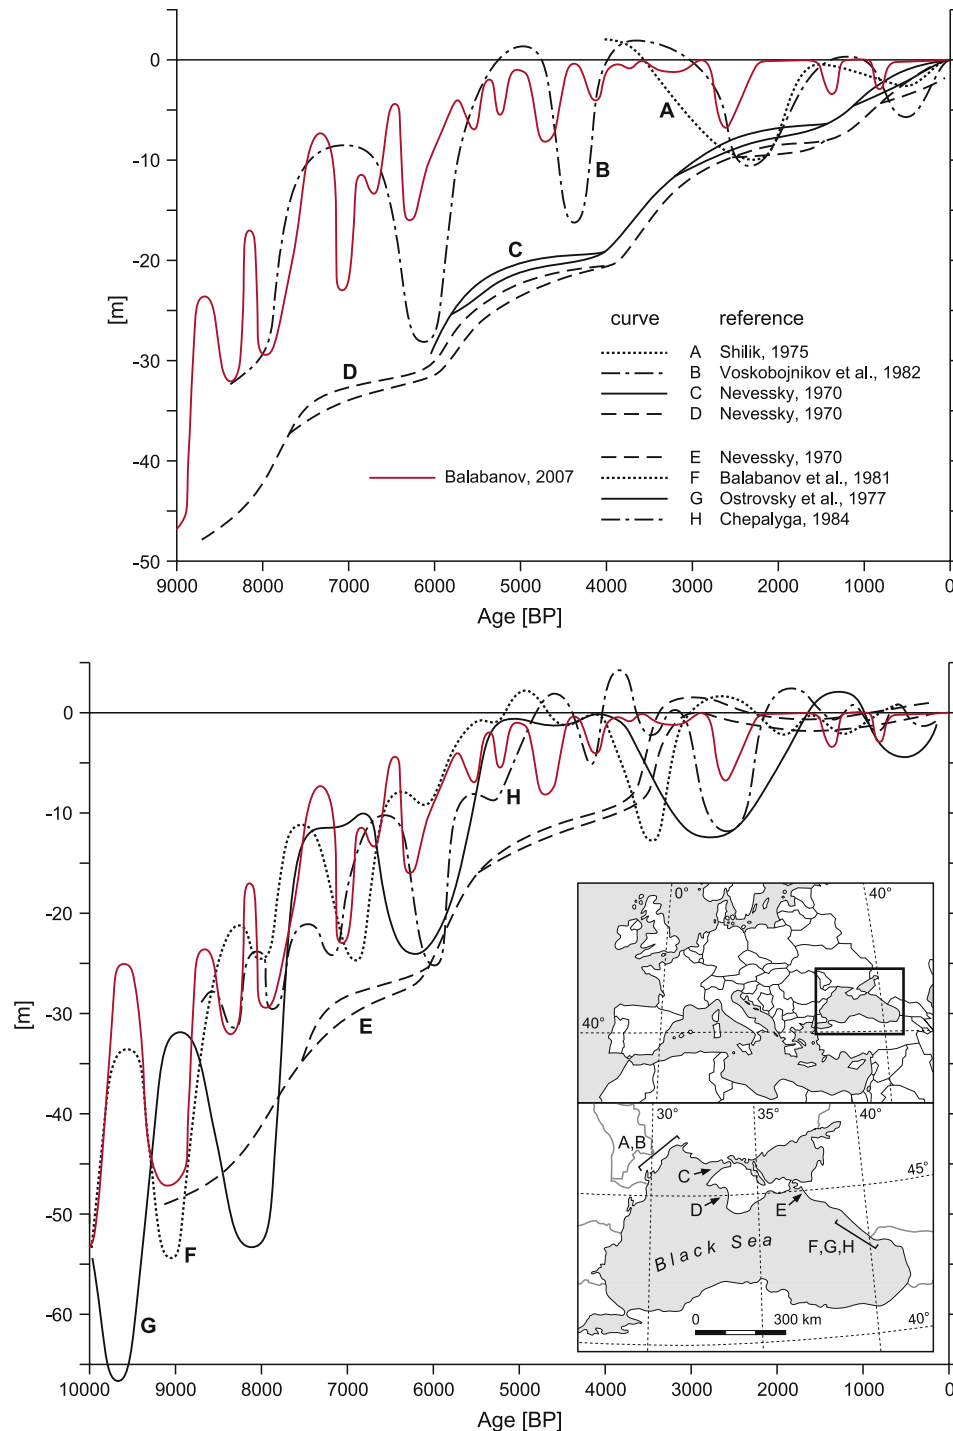 0
-10
-20
-30
-40
-50
[m]
A
B
C
D
curve reference
A Shilik, 1975
B Voskobojnikov et al., 1982
C Nevessky, 1970
D Nevessky, 1970
E Nevessky, 1970
F Balabanov et al., 1981
G Ostrovsky et al., 1977
H Chepalyga, 1984
Balabanov, 2007
9000 8000 7000 6000 5000 4000 3000 2000 1000 0
Age [BP]
0
-10
-20
-30
-40
-50
-60
[m]
H
E
F
G
0° 40°
40°
30° 35° 40°
A,B
45°
C
D
E
F,G,H
Black Sea
40°
0 300 km
10000 9000 8000 7000 6000 5000 4000 3000 2000 1000 0
Age [BP]